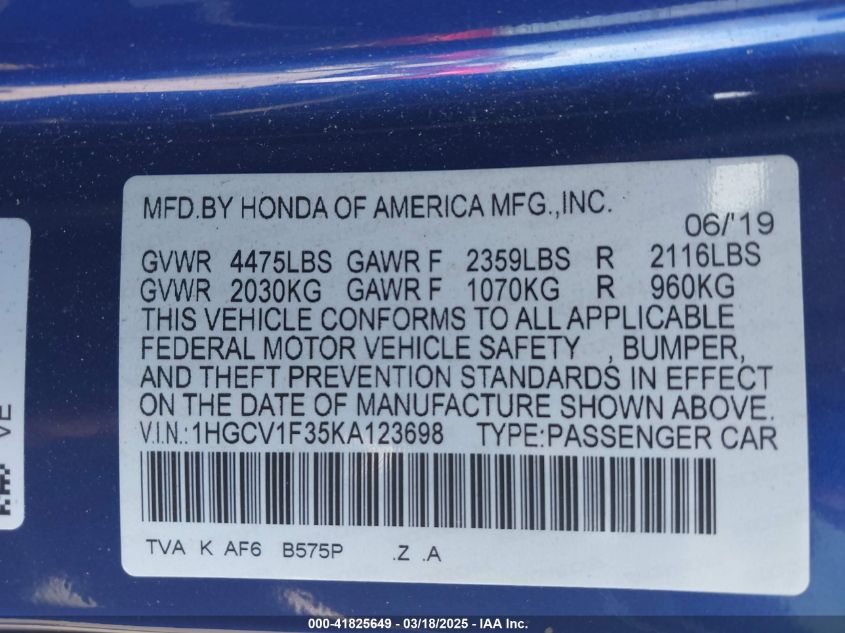 MFD.BY HONDA OF AMERICA MFG.,INC.
06/'19
GVWR 4475LBS GAWR F 2359LBS R 2116LBS
GVWR 2030KG GAWR F 1070KG R 960KG
THIS VEHICLE CONFORMS TO ALL APPLICABLE
FEDERAL MOTOR VEHICLE SAFETY , BUMPER,
AND THEFT PREVENTION STANDARDS IN EFFECT
ON THE DATE OF MANUFACTURE SHOWN ABOVE.
V.I.N.:1HGCV1F35KA123698 TYPE:PASSENGER CAR
TVA K AF6 B575P .Z .A
VE
000-41825649 - 03/18/2025 - IAA Inc.